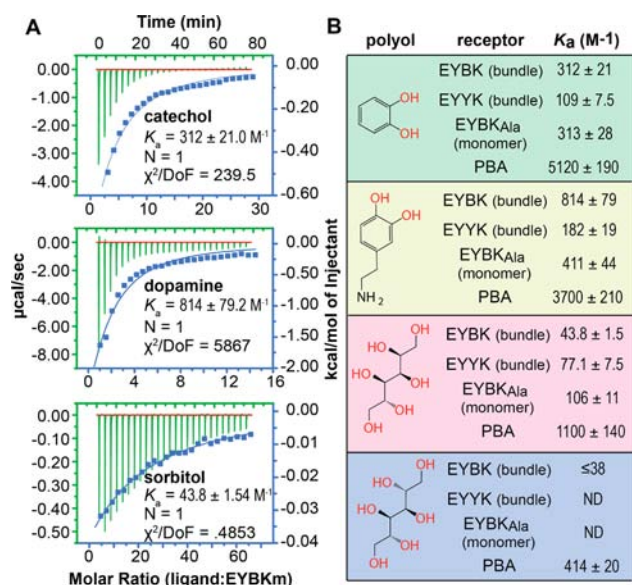 A
Time (min)
0 20 40 60 80
0.00
-1.00
-2.00
-3.00
-4.00
0.00
-0.20
-0.40
-0.60
catechol
Ka = 312 ± 21.0 M-1
N = 1
χ2/DoF = 239.5
0 10 20 30
0.00
-2.00
-4.00
-6.00
-8.00
0.00
-0.50
-1.00
-1.50
-2.00
dopamine
Ka = 814 ± 79.2 M-1
N = 1
χ2/DoF = 5867
0 4 8 12 16
0.00
-0.10
-0.20
-0.30
-0.40
-0.50
0.00
-0.01
-0.02
-0.03
-0.04
sorbitol
Ka = 43.8 ± 1.54 M-1
N = 1
χ2/DoF = .4853
0 20 40 60
Molar Ratio (ligand:EYBKm)
µcal/sec
kcal/mol of Injectant
B
polyol receptor Ka (M-1)
OH
OH
EYBK (bundle) 312 ± 21
EYYK (bundle) 109 ± 7.5
EYBKAla (monomer) 313 ± 28
PBA 5120 ± 190
OH
HO
NH2
EYBK (bundle) 814 ± 79
EYYK (bundle) 182 ± 19
EYBKAla (monomer) 411 ± 44
PBA 3700 ± 210
OH
HO
OH
HO
OH
HO
EYBK (bundle) 43.8 ± 1.5
EYYK (bundle) 77.1 ± 7.5
EYBKAla (monomer) 106 ± 11
PBA 1100 ± 140
OH
HO
OH
HO
OH
HO
EYBK (bundle) ≤38
EYYK (bundle) ND
EYBKAla (monomer) ND
PBA 414 ± 20